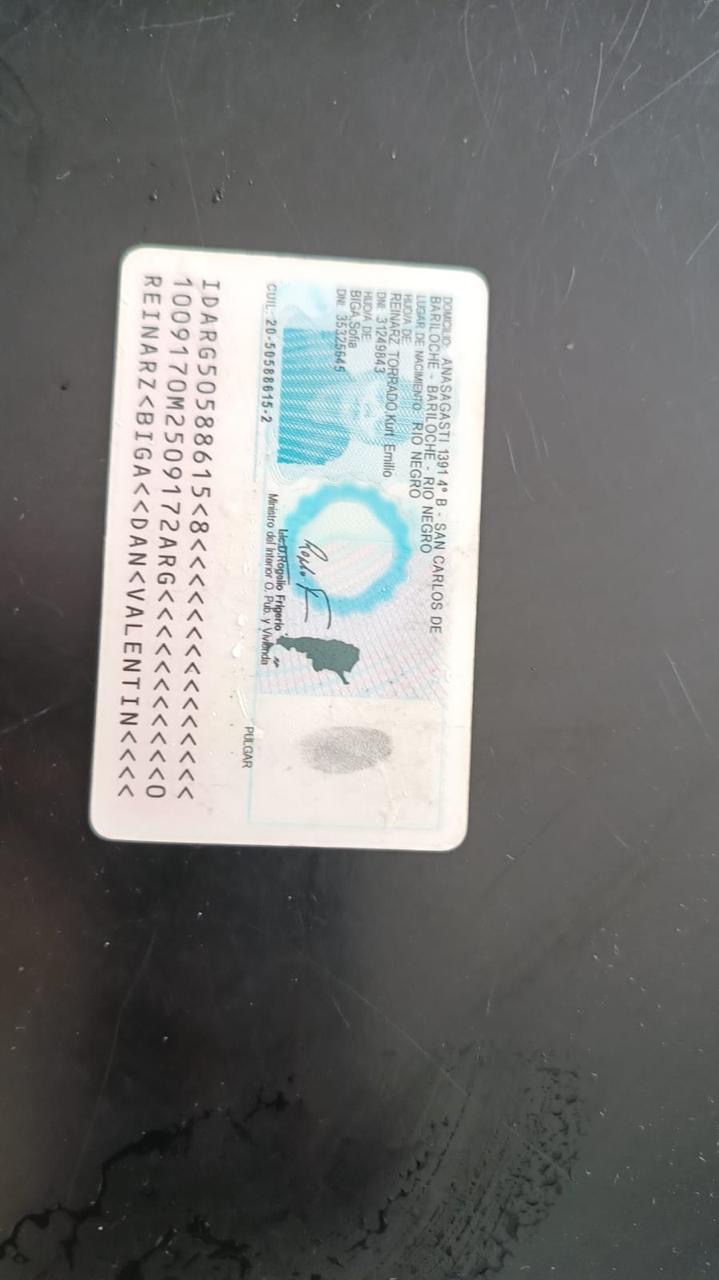 DOMICILIO: ANASAGASTI 1391 4° B - SAN CARLOS DE
BARILOCHE - BARILOCHE - RIO NEGRO
LUGAR DE NACIMIENTO: RIO NEGRO
HIJO/A DE:
REINARZ TORRADO, Kurt Emilio
DNI: 31249843
HIJO/A DE:
BIGA, Sofia
DNI: 35325645
CUIL: 20-50588615-2
Lic. D. Rogelio Frigerio
Ministro del Interior O. Pub. y Vivienda
PULGAR
IDARG50588615<8<<<<<<<<<<<<<<<
1009170M2509172ARG<<<<<<<<<<<0
REINARZ<BIGA<<DAN<VALENTIN<<<<